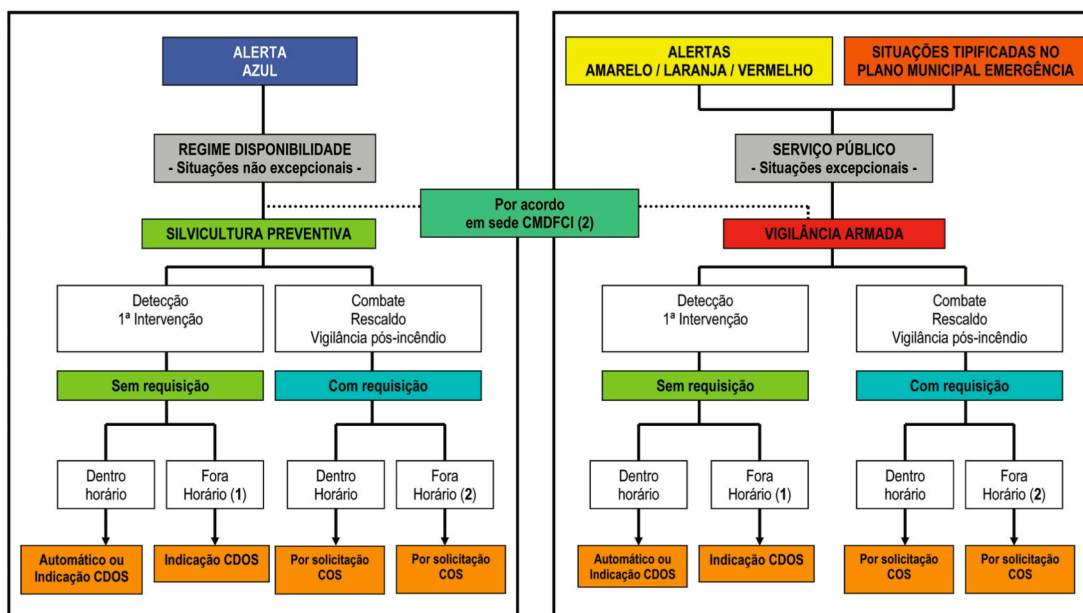 ALERTA
AZUL
REGIME DISPONIBILIDADE
- Situações não excepcionais -
SILVICULTURA PREVENTIVA
Detecção
1ª Intervenção
Combate
Rescaldo
Vigilância pós-incêndio
Sem requisição
Com requisição
Dentro
horário
Fora
Horário (1)
Dentro
Horário
Fora
Horário (2)
Automático ou
Indicação CDOS
Indicação CDOS
Por solicitação
COS
Por solicitação
COS
Por acordo
em sede CMDFCI (2)
ALERTAS
AMARELO / LARANJA / VERMELHO
SITUAÇÕES TIPIFICADAS NO
PLANO MUNICIPAL EMERGÊNCIA
SERVIÇO PÚBLICO
- Situações excepcionais -
VIGILÂNCIA ARMADA
Detecção
1ª Intervenção
Combate
Rescaldo
Vigilância pós-incêndio
Sem requisição
Com requisição
Dentro
horário
Fora
Horário (1)
Dentro
horário
Fora
Horário (2)
Automático ou
Indicação CDOS
Indicação CDOS
Por solicitação
COS
Por solicitação
COS